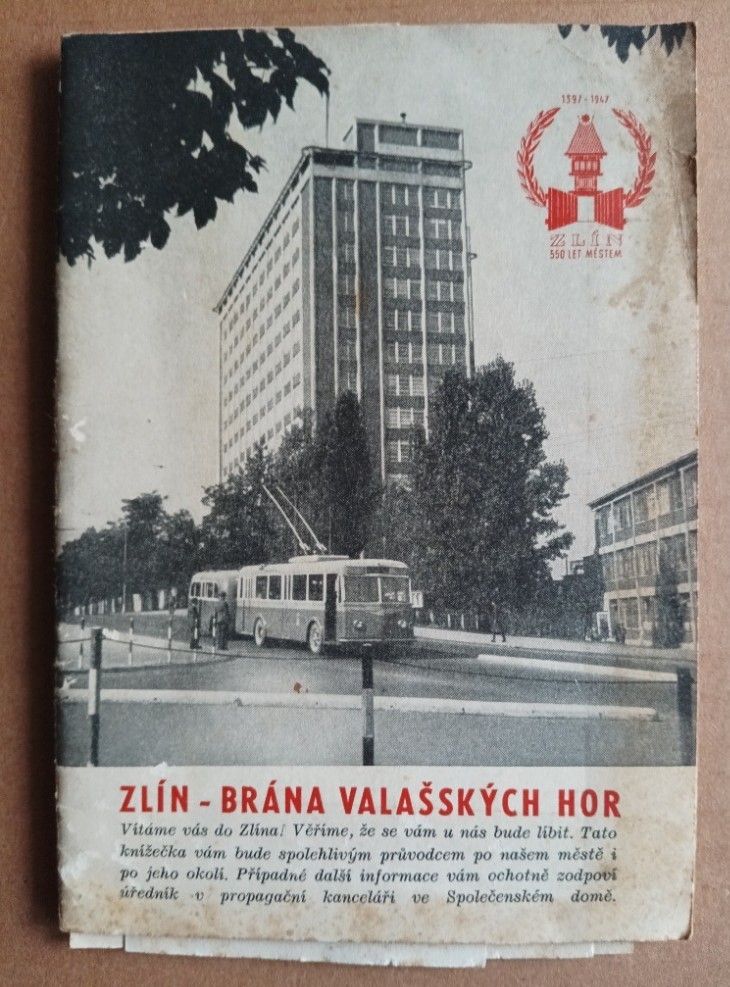 1397 - 1947
ZLÍN
550 LET MĚSTEM
ZLÍN - BRÁNA VALAŠSKÝCH HOR
Vítáme vás do Zlína! Věříme, že se vám u nás bude líbit. Tato
knížečka vám bude spolehlivým průvodcem po našem městě i
po jeho okolí. Případné další informace vám ochotně zodpoví
úředník v propagační kanceláři ve Společenském domě.